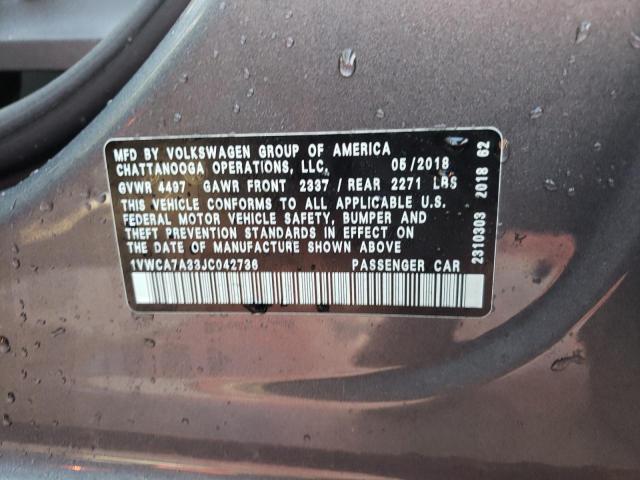 MFD BY VOLKSWAGEN GROUP OF AMERICA
CHATTANOOGA OPERATIONS, LLC. 05/2018
GVWR 4497 GAWR FRONT 2337 / REAR 2271 LBS
THIS VEHICLE CONFORMS TO ALL APPLICABLE U.S.
FEDERAL MOTOR VEHICLE SAFETY, BUMPER AND
THEFT PREVENTION STANDARDS IN EFFECT ON
THE DATE OF MANUFACTURE SHOWN ABOVE
1VWCA7A33JC042736 PASSENGER CAR
2310303 2018 62